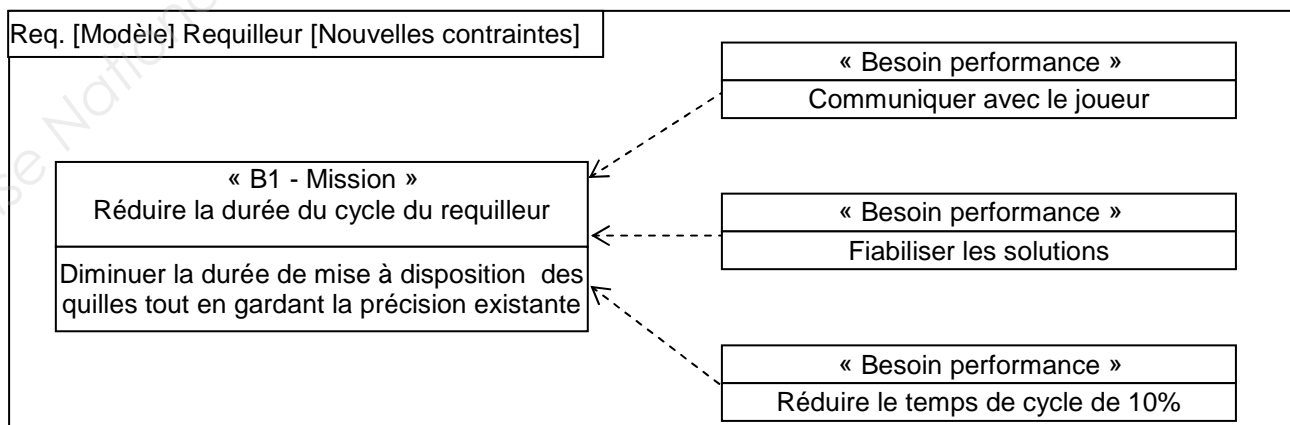 Req. [Modèle] Requilleur [Nouvelles contraintes]
« Besoin performance »
Communiquer avec le joueur
« B1 - Mission »
Réduire la durée du cycle du requilleur
Diminuer la durée de mise à disposition des
quilles tout en gardant la précision existante
« Besoin performance »
Fiabiliser les solutions
« Besoin performance »
Réduire le temps de cycle de 10%